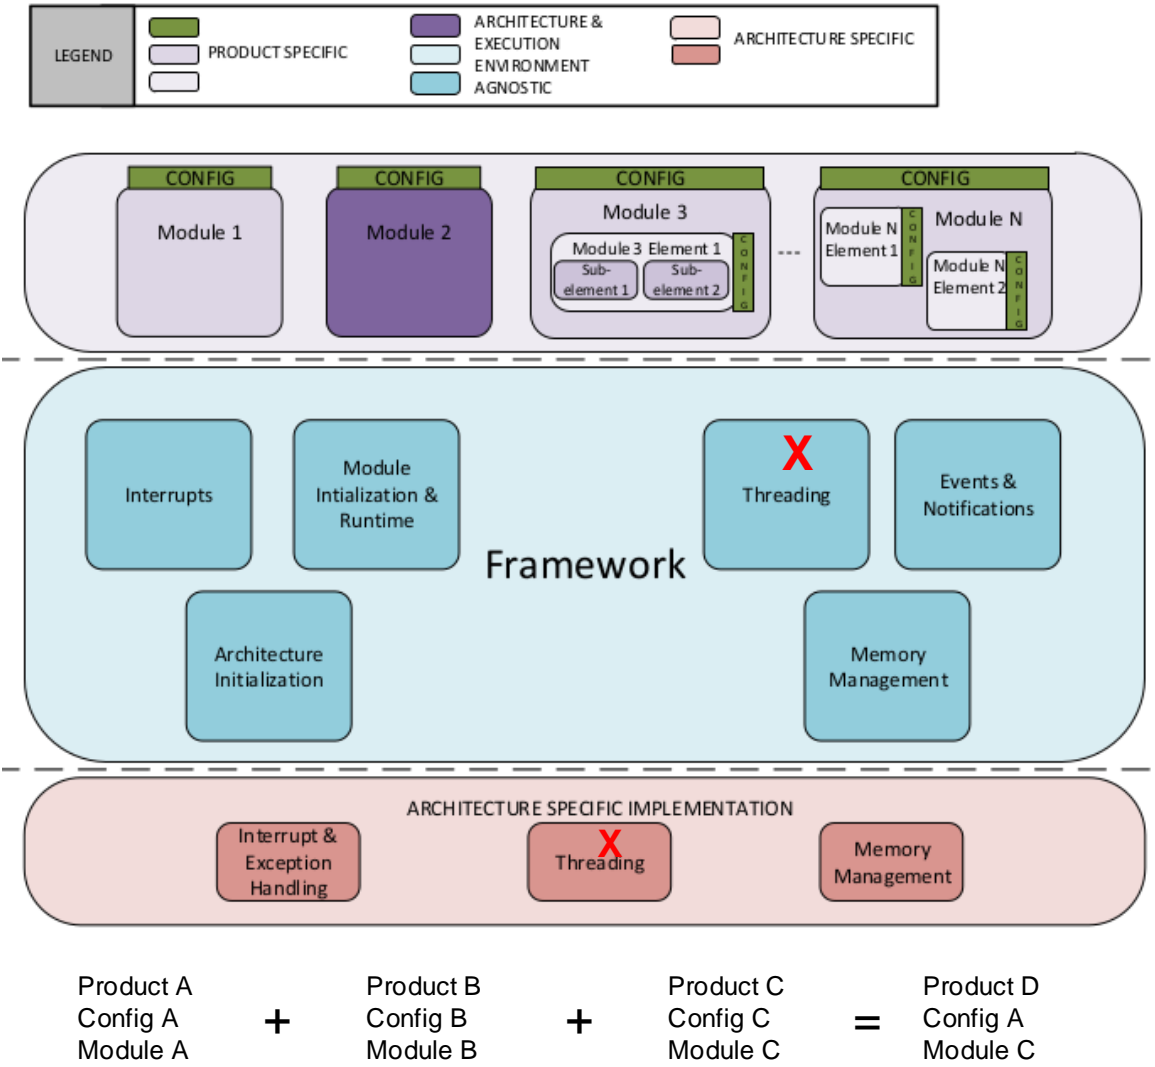 LEGEND
PRODUCT SPECIFIC
ARCHITECTURE &
EXECUTION
ENVIRONMENT
AGNOSTIC
ARCHITECTURE SPECIFIC
CONFIG
Module 1
CONFIG
Module 2
CONFIG
Module 3
Module 3 Element 1
Sub-
element 1
Sub-
element 2
CONFIG
---
CONFIG
Module N
Module N
Element 1
CONFIG
Module N
Element 2
CONFIG
Interrupts
Module
Intialization &
Runtime
X
Threading
Events &
Notifications
Framework
Architecture
Initialization
Memory
Management
ARCHITECTURE SPECIFIC IMPLEMENTATION
Interrupt &
Exception
Handling
X
Threading
Memory
Management
Product A
Config A
Module A
+
Product B
Config B
Module B
+
Product C
Config C
Module C
=
Product D
Config A
Module C